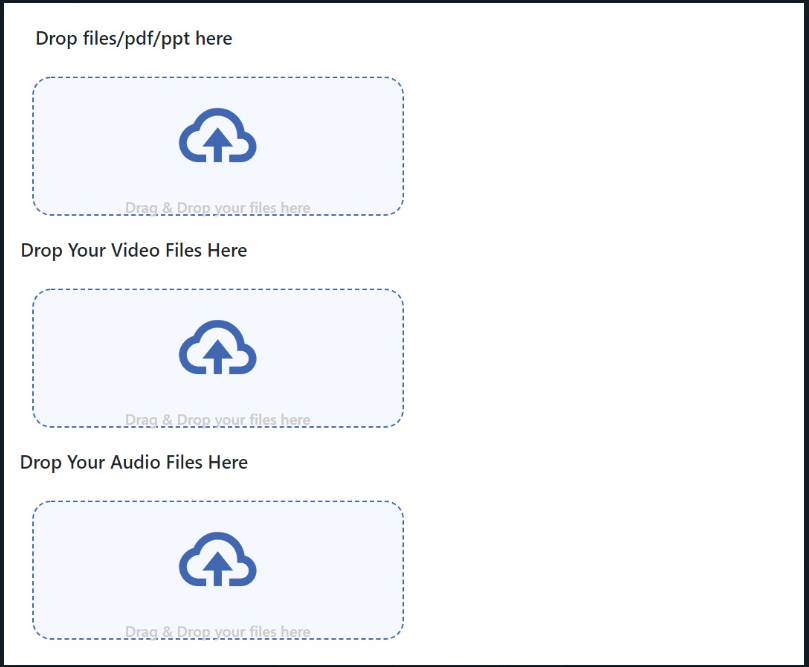 Drop files/pdf/ppt here
Drag & Drop your files here
Drop Your Video Files Here
Drag & Drop your files here
Drop Your Audio Files Here
Drag & Drop your files here